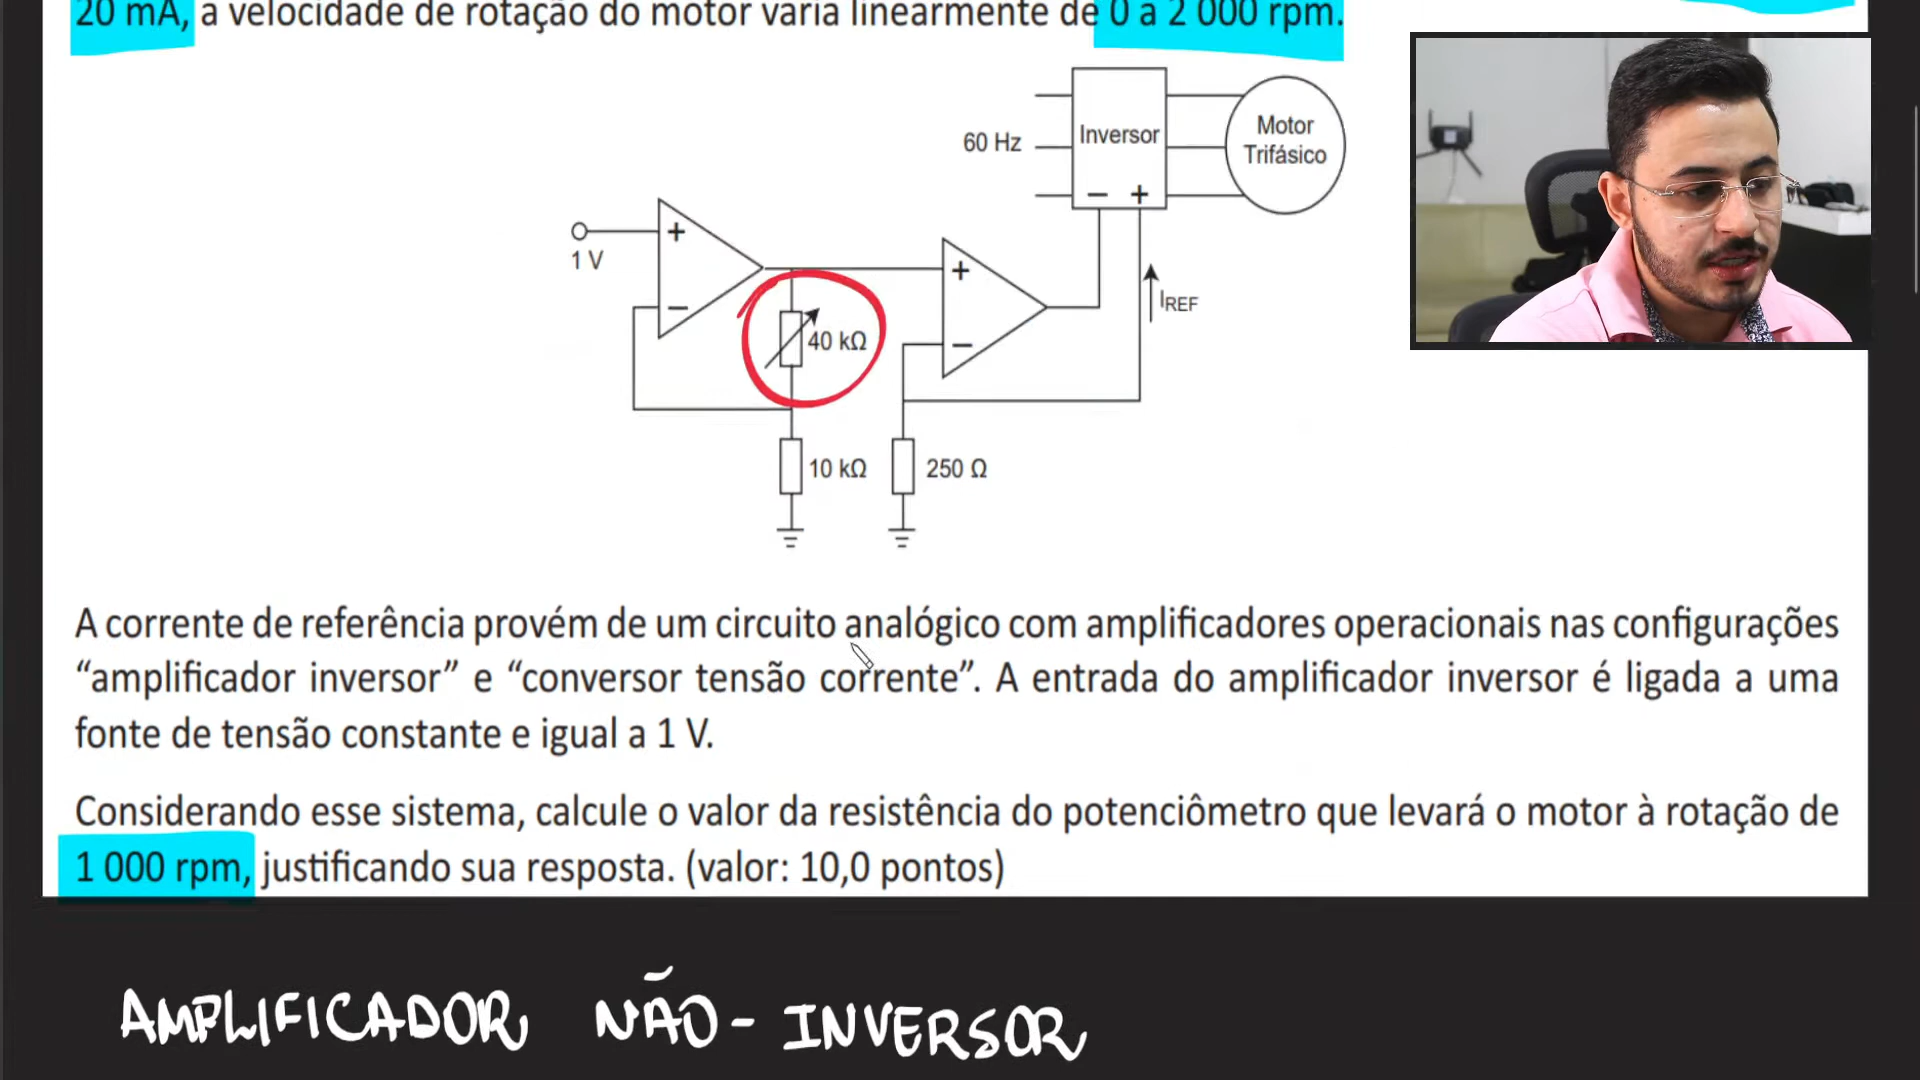 20 mA, a velocidade de rotação do motor varia linearmente de 0 a 2 000 rpm.
60 Hz
Inversor
Motor
Trifásico
− +
+
1 V
−
+
−
I_REF
40 kΩ
10 kΩ
250 Ω
A corrente de referência provém de um circuito analógico com amplificadores operacionais nas configurações
“amplificador inversor” e “conversor tensão corrente”. A entrada do amplificador inversor é ligada a uma
fonte de tensão constante e igual a 1 V.
Considerando esse sistema, calcule o valor da resistência do potenciômetro que levará o motor à rotação de
1 000 rpm, justificando sua resposta. (valor: 10,0 pontos)
AMPLIFICADOR NÃO-INVERSOR